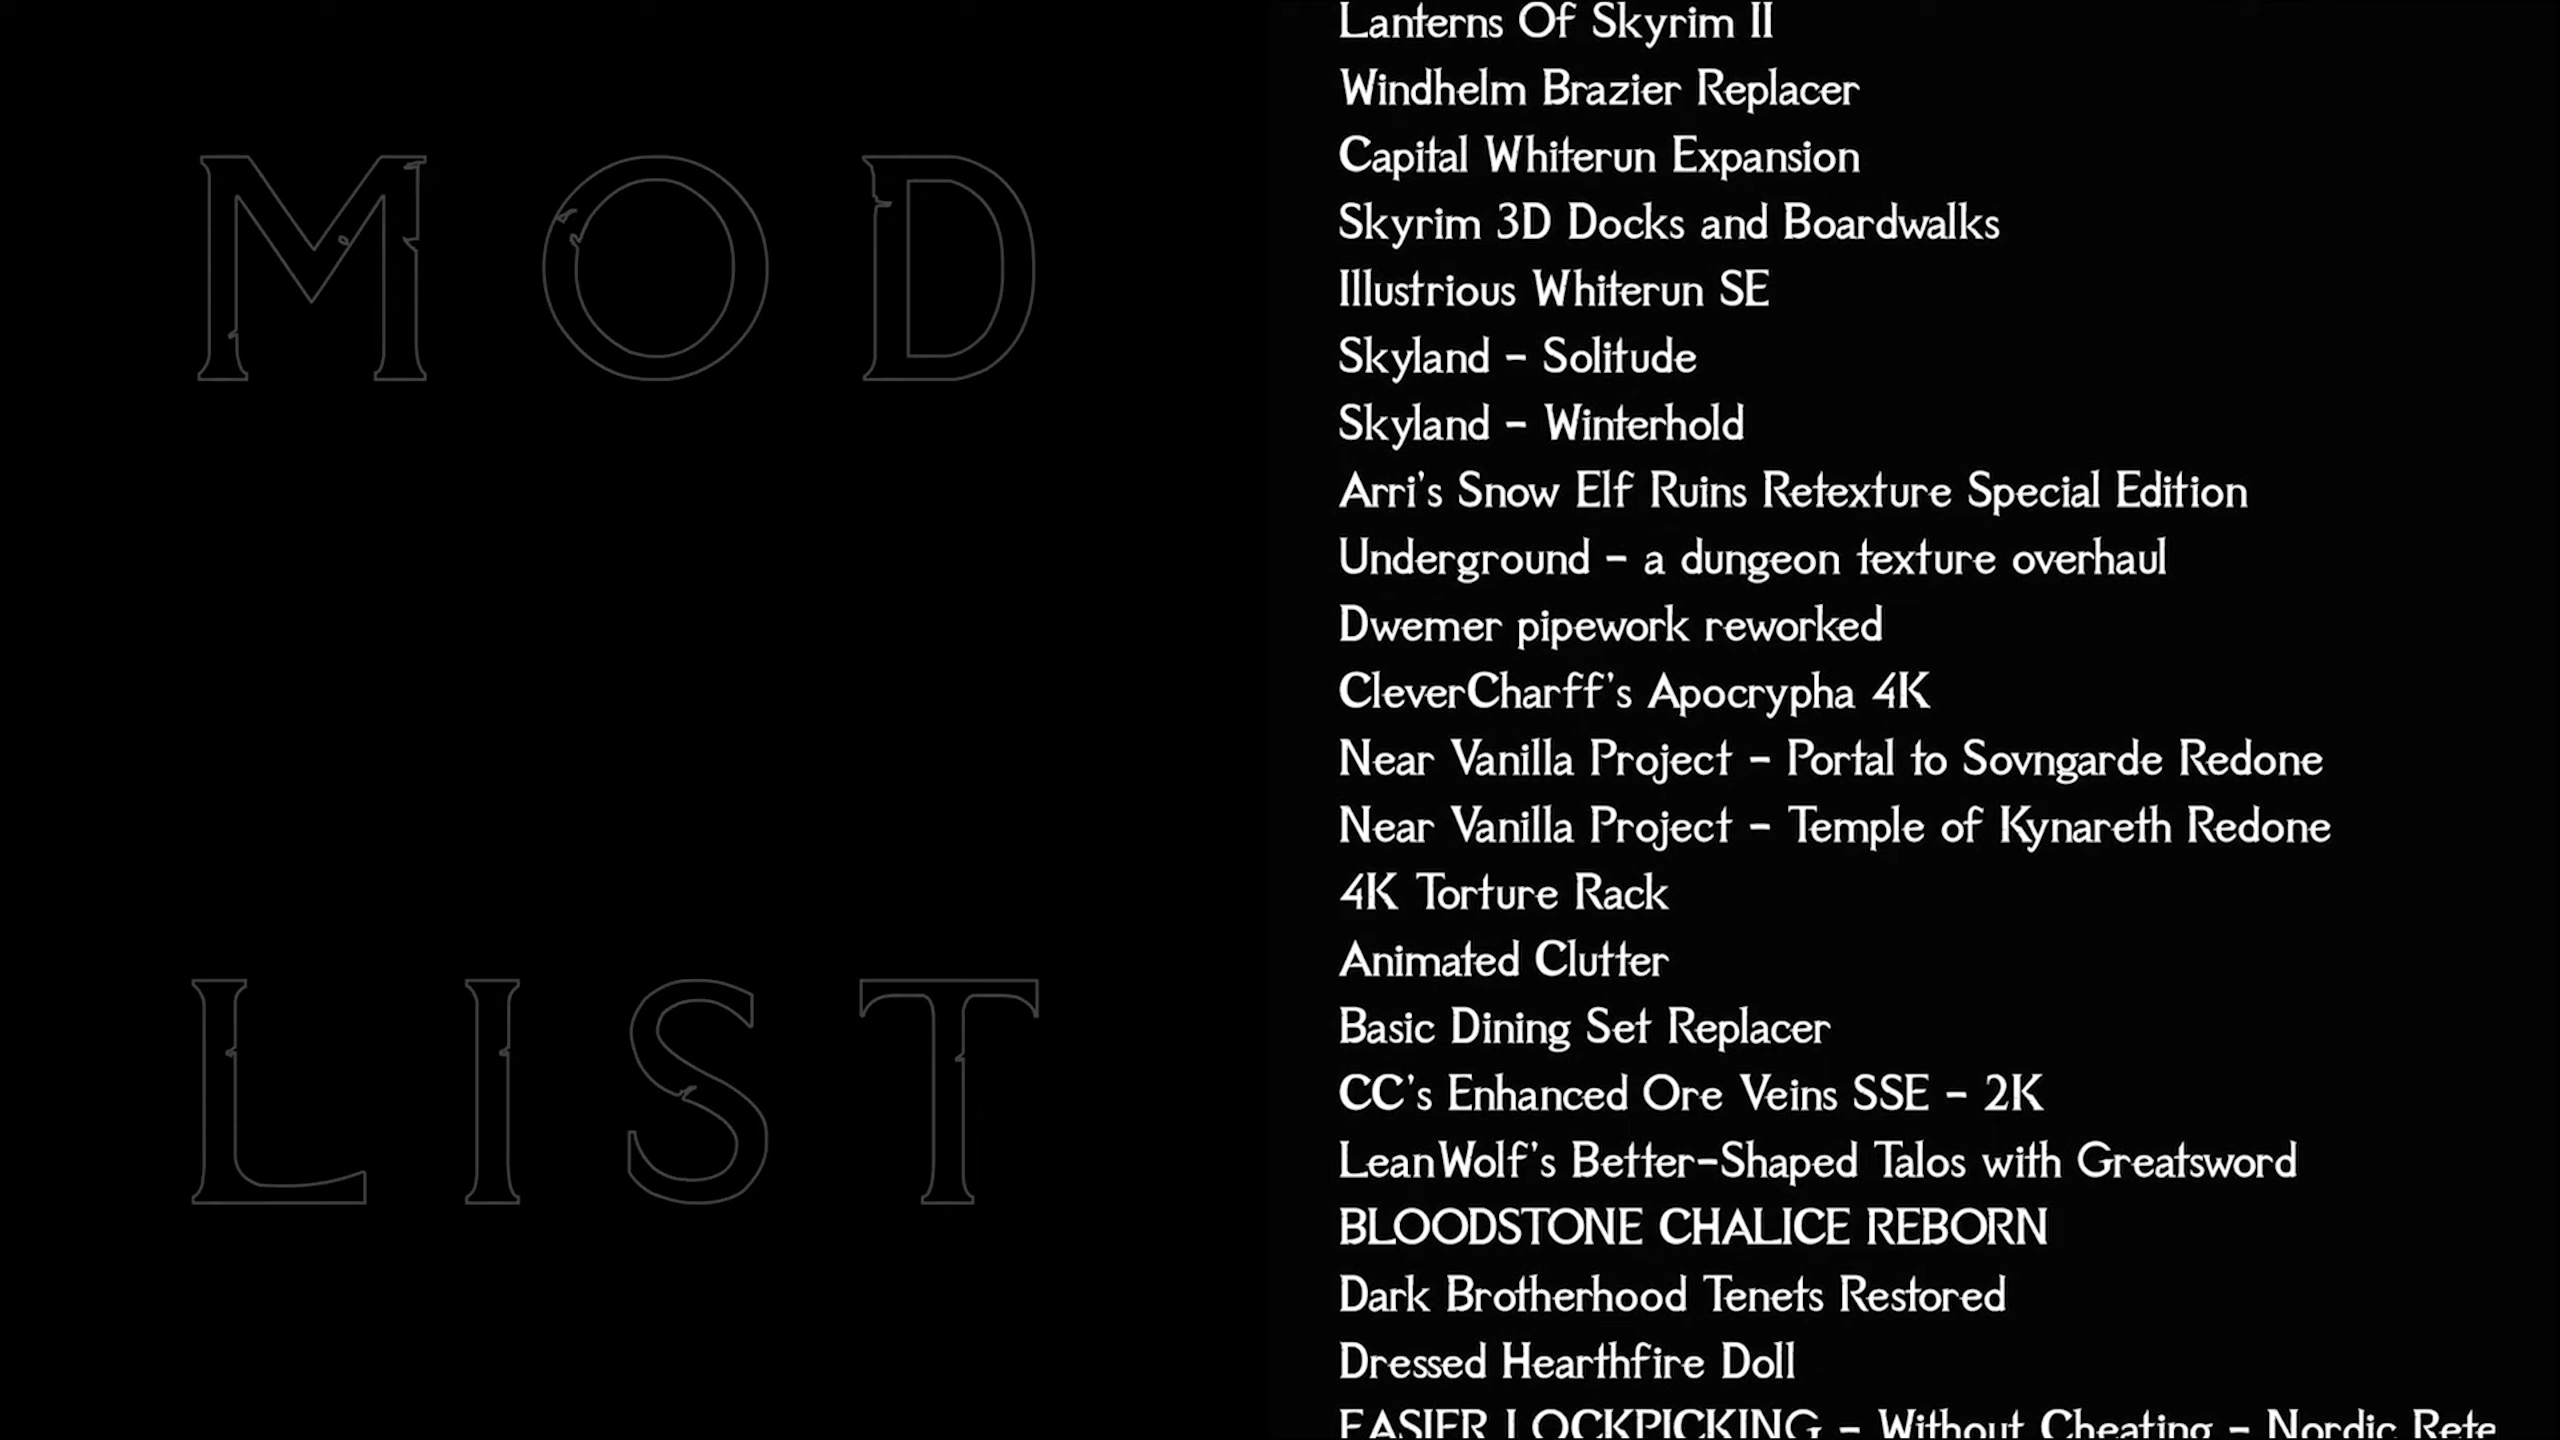 MOD
LIST
Lanterns Of Skyrim II
Windhelm Brazier Replacer
Capital Whiterun Expansion
Skyrim 3D Docks and Boardwalks
Illustrious Whiterun SE
Skyland - Solitude
Skyland - Winterhold
Arri's Snow Elf Ruins Retexture Special Edition
Underground - a dungeon texture overhaul
Dwemer pipework reworked
CleverCharff's Apocrypha 4K
Near Vanilla Project - Portal to Sovngarde Redone
Near Vanilla Project - Temple of Kynareth Redone
4K Torture Rack
Animated Clutter
Basic Dining Set Replacer
CC's Enhanced Ore Veins SSE - 2K
LeanWolf's Better-Shaped Talos with Greatsword
BLOODSTONE CHALICE REBORN
Dark Brotherhood Tenets Restored
Dressed Hearthfire Doll
EASIER LOCKPICKING - Without Cheating - Nordic Rete